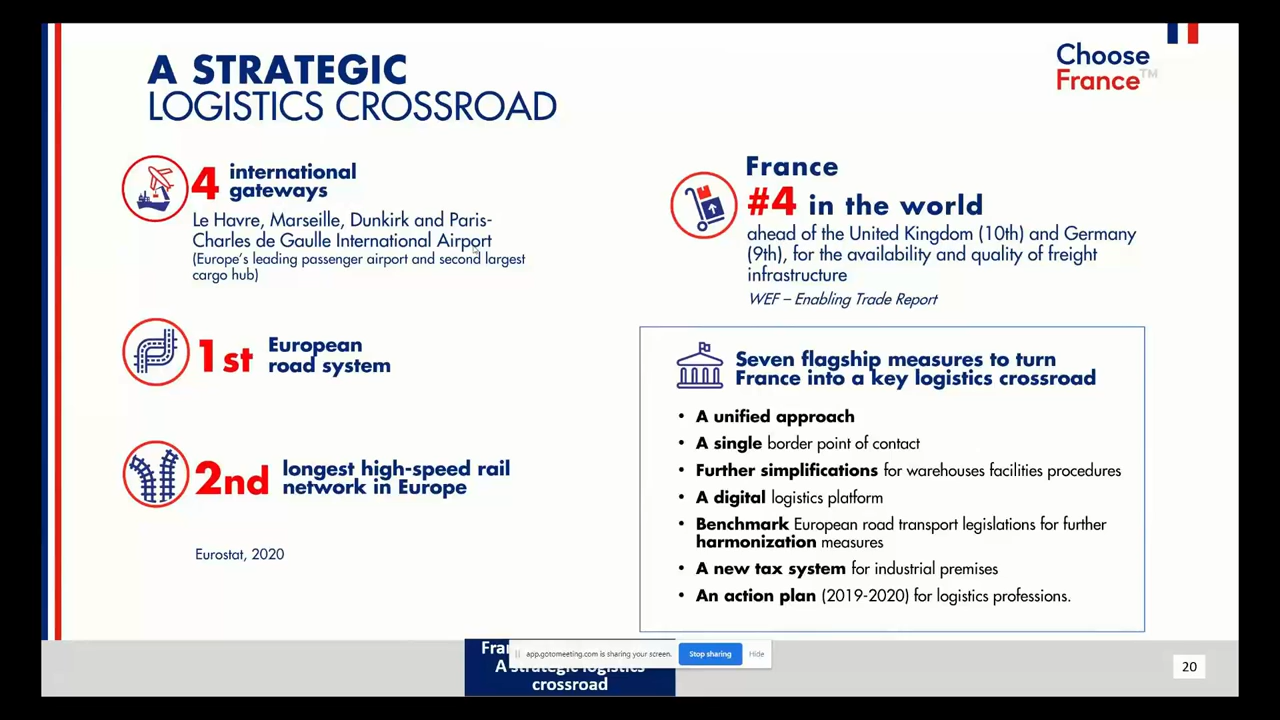 A STRATEGIC
LOGISTICS CROSSROAD
Choose
France™
4 international
gateways
Le Havre, Marseille, Dunkirk and Paris-
Charles de Gaulle International Airport
(Europe's leading passenger airport and second largest
cargo hub)
1st European
road system
2nd longest high-speed rail
network in Europe
Eurostat, 2020
France
#4 in the world
ahead of the United Kingdom (10th) and Germany
(9th), for the availability and quality of freight
infrastructure
WEF – Enabling Trade Report
Seven flagship measures to turn
France into a key logistics crossroad
• A unified approach
• A single border point of contact
• Further simplifications for warehouses facilities procedures
• A digital logistics platform
• Benchmark European road transport legislations for further
harmonization measures
• A new tax system for industrial premises
• An action plan (2019-2020) for logistics professions.
app.gotomeeting.com is sharing your screen. Stop sharing Hide
A strategic logistics
crossroad
20